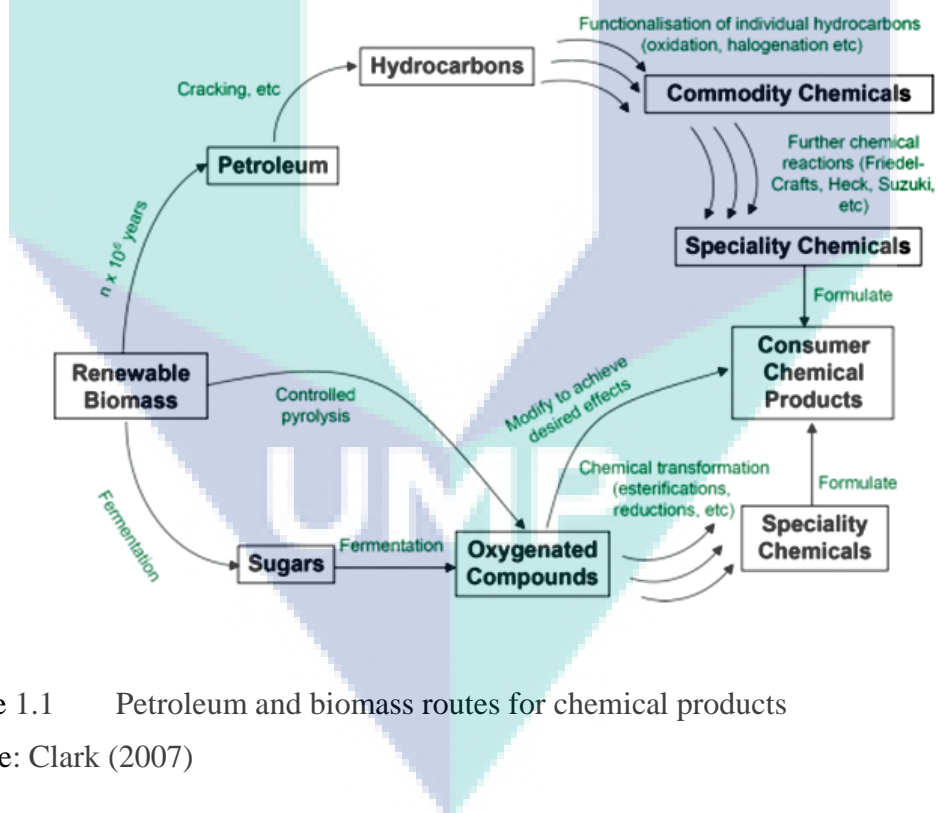 Functionalisation of individual hydrocarbons
(oxidation, halogenation etc)
Hydrocarbons
Cracking, etc
Commodity Chemicals
Petroleum
Further chemical
reactions (Friedel-
Crafts, Heck, Suzuki,
etc)
n x 10⁶ years
Speciality Chemicals
Formulate
Renewable
Biomass
Controlled
pyrolysis
Modify to achieve
desired effects
Consumer
Chemical
Products
UMP
Fermentation
Sugars
Fermentation
Oxygenated
Compounds
Chemical transformation
(esterifications,
reductions, etc)
Formulate
Speciality
Chemicals
e 1.1 Petroleum and biomass routes for chemical products
e: Clark (2007)